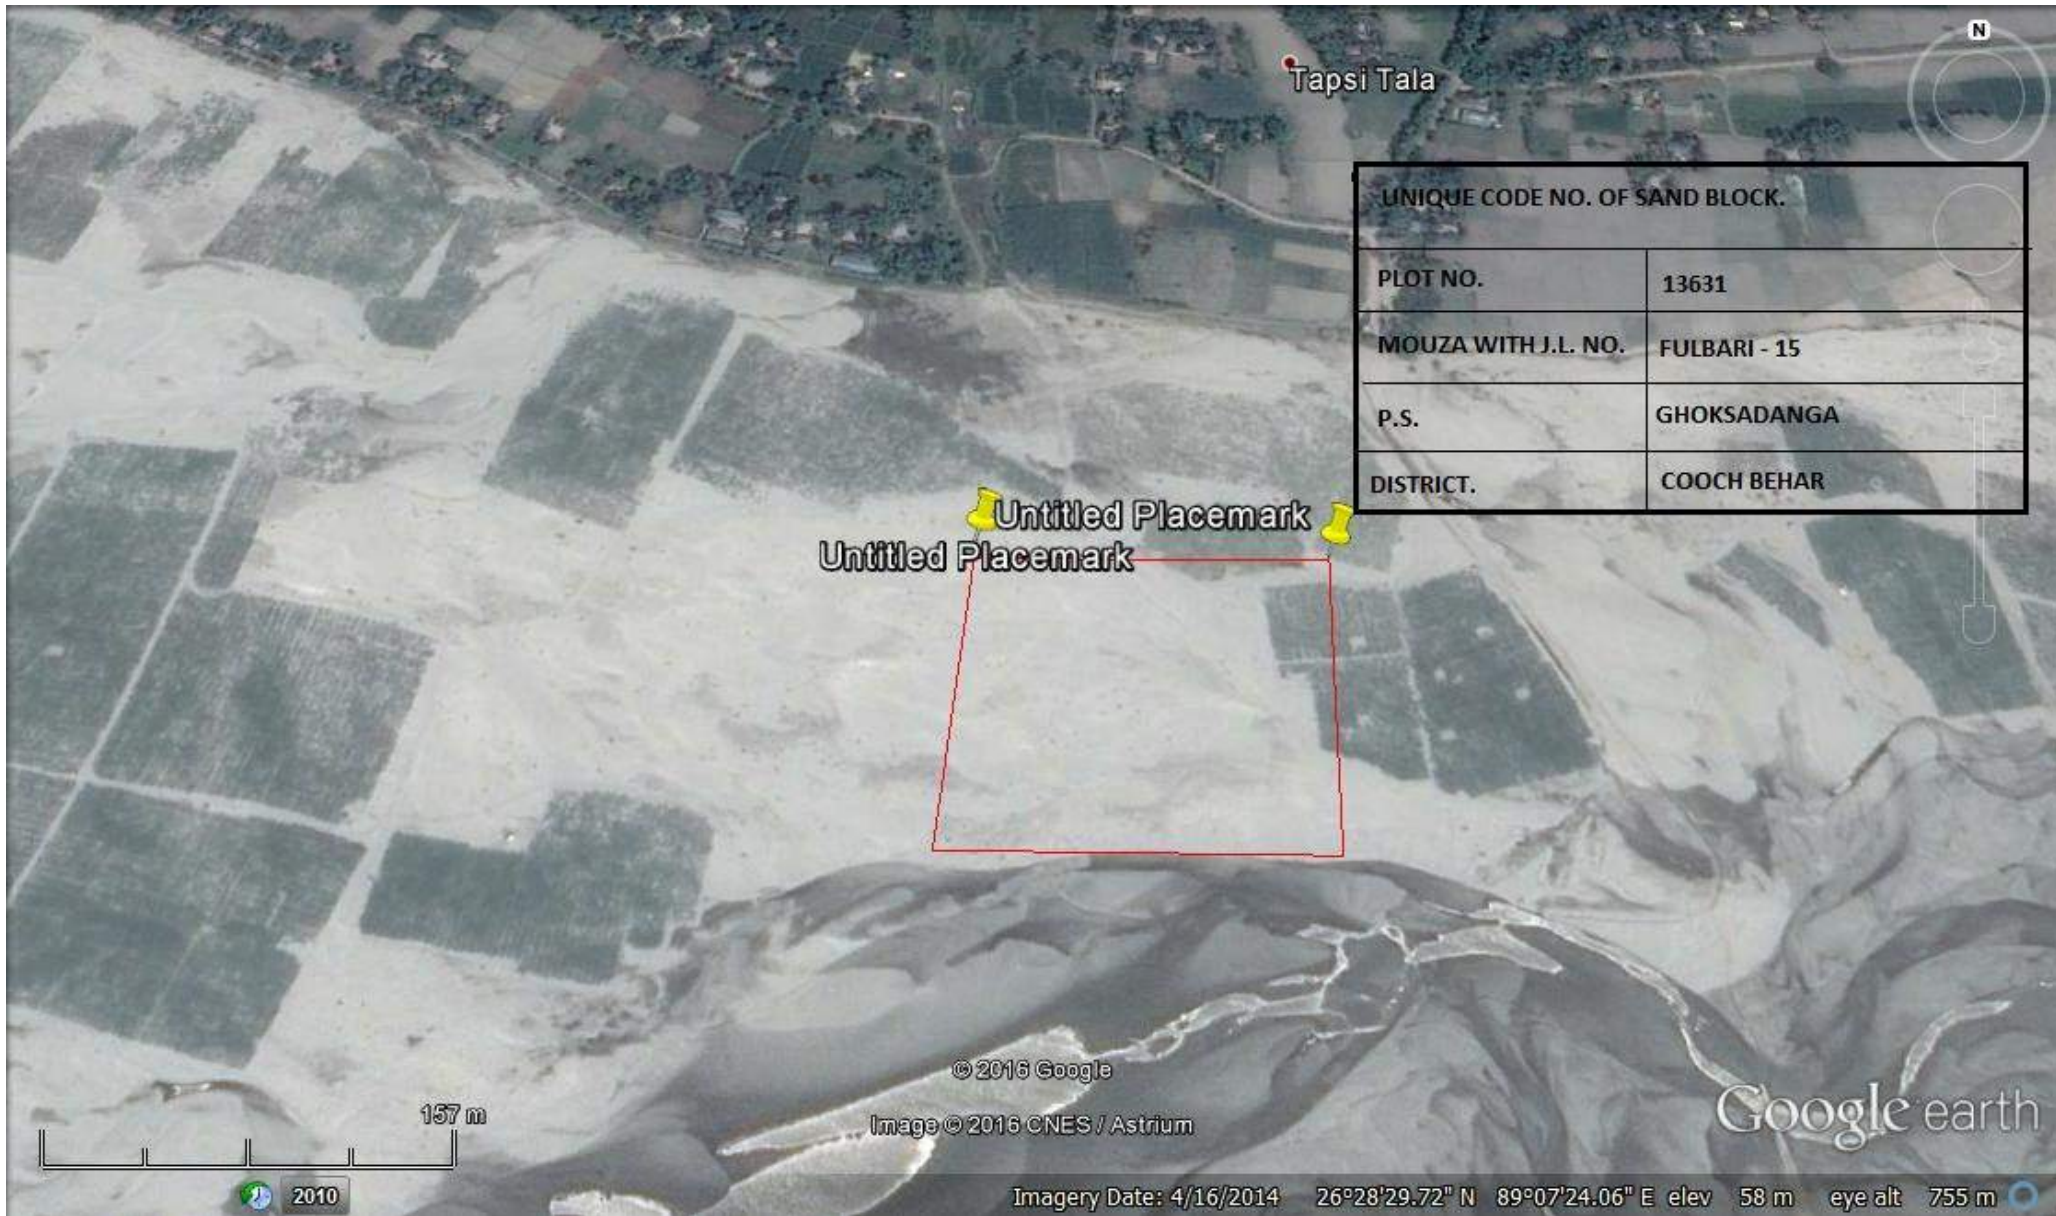 N
Tapsi Tala
UNIQUE CODE NO. OF SAND BLOCK.
PLOT NO. 13631
MOUZA WITH J.L. NO. FULBARI - 15
P.S. GHOKSADANGA
DISTRICT. COOCH BEHAR
Untitled Placemark
Untitled Placemark
© 2016 Google
157 m
Image © 2016 CNES / Astrium
Google earth
2010
Imagery Date: 4/16/2014 26°28'29.72" N 89°07'24.06" E elev 58 m eye alt 755 m